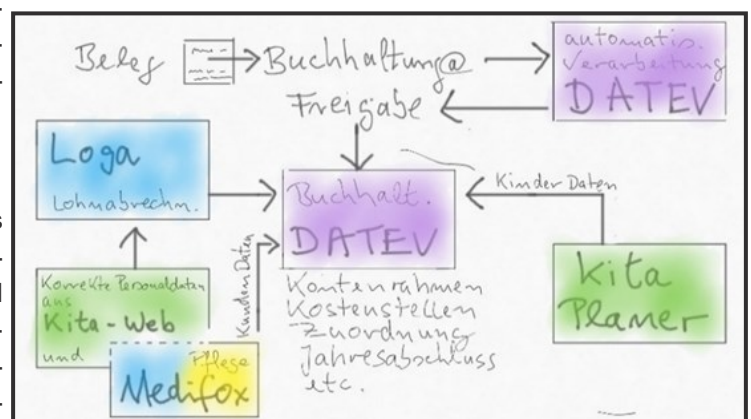 Beleg
Buchhaltung@
automatis.
Verarbeitung
DATEV
Freigabe
Loga
Lohnabrechn.
Buchhalt.
DATEV
Kinder Daten
Kunden Daten
Korrekte Personaldaten
aus
Kita-Web
und
Pflege
Medifox
Kontenrahmen
Kostenstellen
Zuordnung
Jahresabschluss
etc.
Kita
Planer